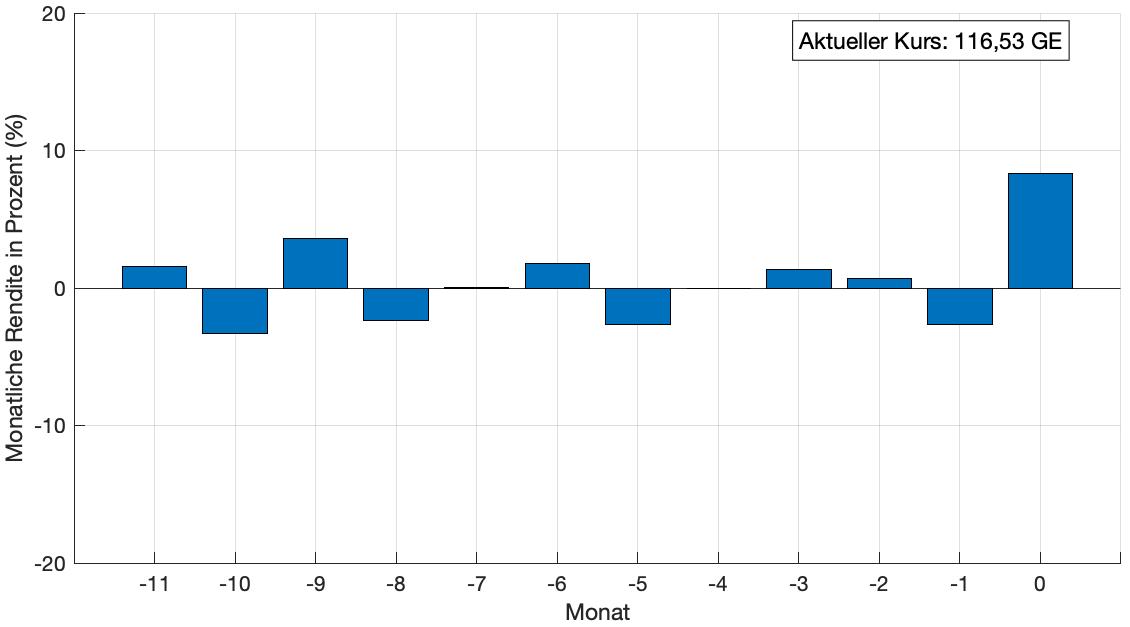 20
Aktueller Kurs: 116,53 GE
10
0
-10
-20
Monatliche Rendite in Prozent (%)
-11 -10 -9 -8 -7 -6 -5 -4 -3 -2 -1 0
Monat